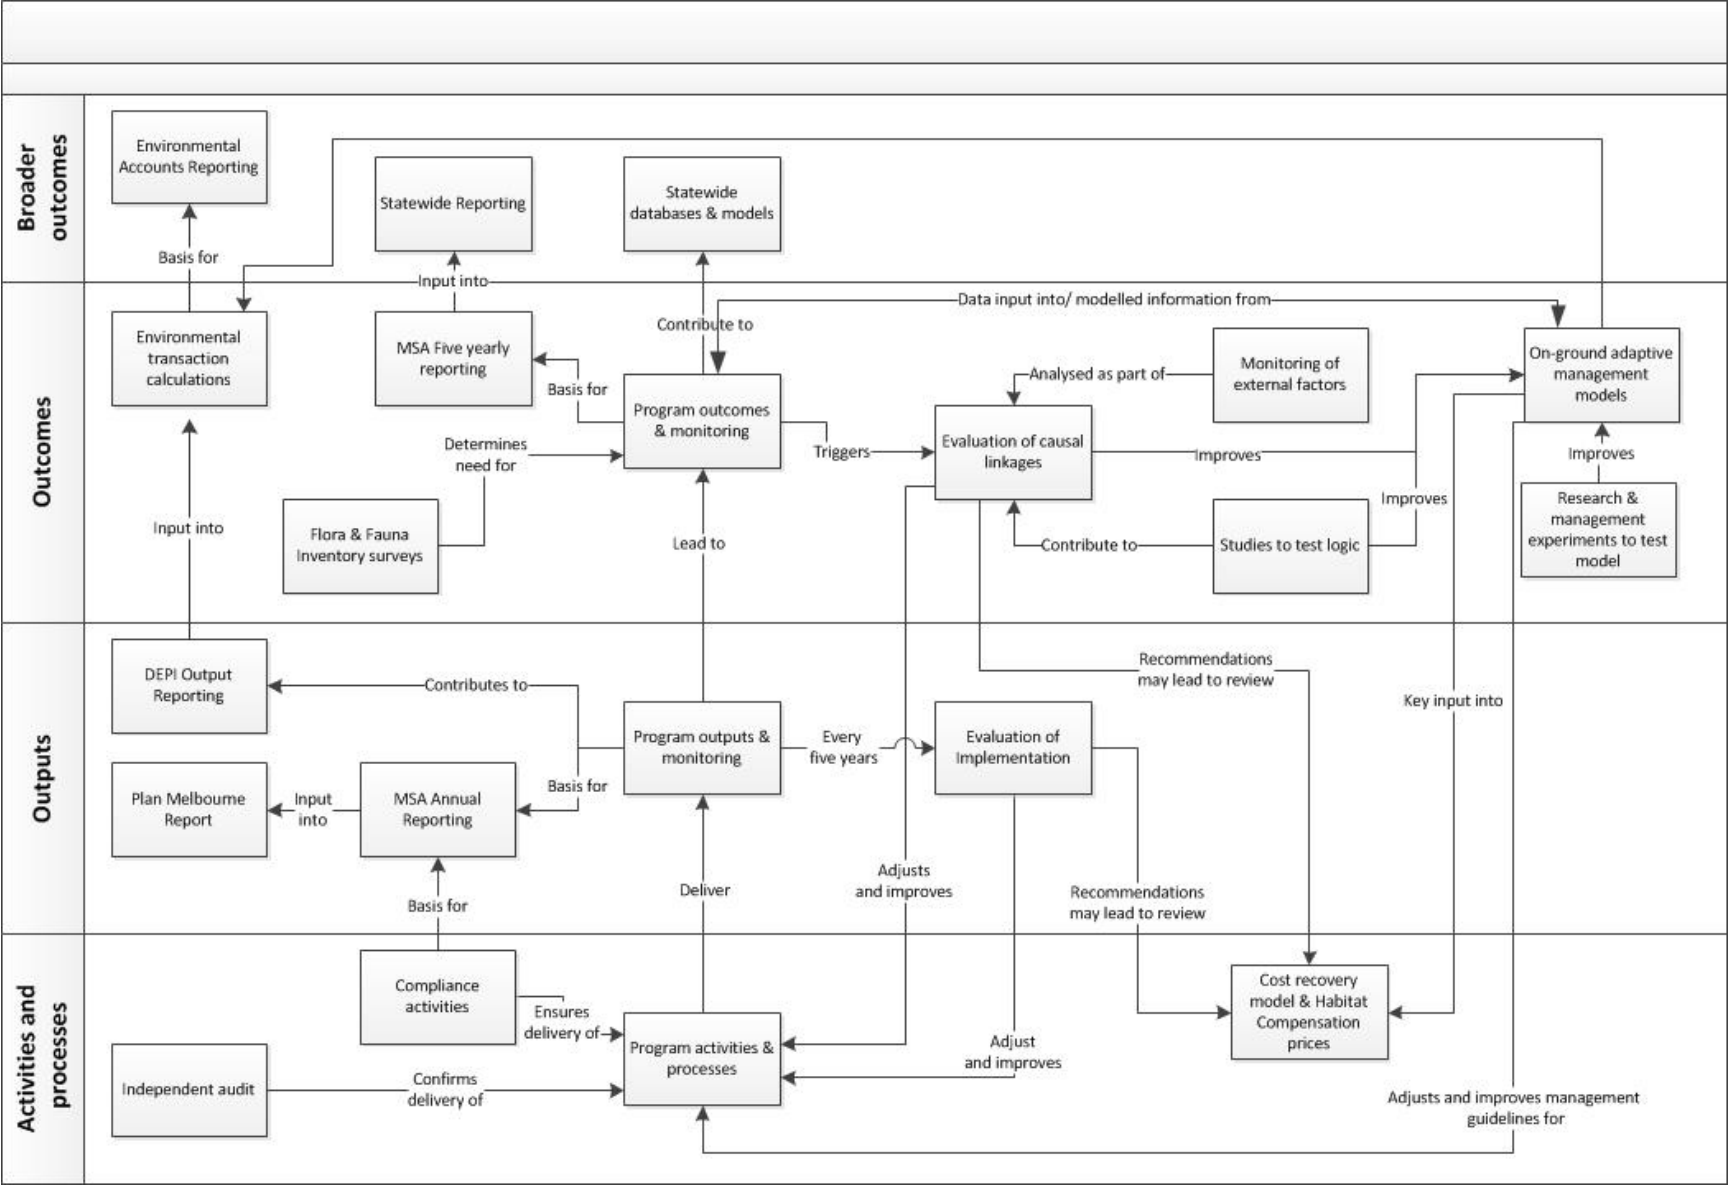 Broader
outcomes
Environmental
Accounts Reporting
Statewide Reporting
Statewide
databases & models
Basis for
Input into
Outcomes
Data input into/ modelled information from
Contribute to
Environmental
transaction
calculations
MSA Five yearly
reporting
Basis for
Program outcomes
& monitoring
Triggers
Analysed as part of
Monitoring of
external factors
On-ground adaptive
management
models
Evaluation of causal
linkages
Improves
Improves
Improves
Determines
need for
Flora & Fauna
Inventory surveys
Input into
Lead to
Contribute to
Studies to test logic
Research &
management
experiments to test
model
Outputs
DEPI Output
Reporting
Contributes to
Recommendations
may lead to review
Key input into
Program outputs &
monitoring
Every
five years
Evaluation of
Implementation
Plan Melbourne
Report
Input
into
MSA Annual
Reporting
Basis for
Basis for
Deliver
Adjusts
and improves
Recommendations
may lead to review
Activities and
processes
Compliance
activities
Ensures
delivery of
Independent audit
Confirms
delivery of
Program activities &
processes
Adjust
and improves
Cost recovery
model & Habitat
Compensation
prices
Adjusts and improves management
guidelines for